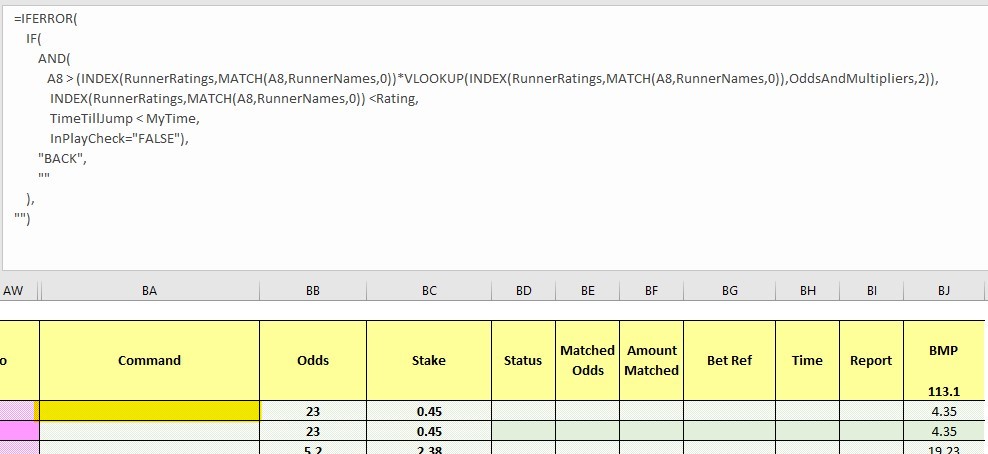 =IFERROR(
IF(
AND(
A8 > (INDEX(RunnerRatings,MATCH(A8,RunnerNames,0))*VLOOKUP(INDEX(RunnerRatings,MATCH(A8,RunnerNames,0)),OddsAndMultipliers,2)),
INDEX(RunnerRatings,MATCH(A8,RunnerNames,0)) <Rating,
TimeTillJump < MyTime,
InPlayCheck="FALSE"),
"BACK",
""
),
"")
AW BA BB BC BD BE BF BG BH BI BJ
o Command Odds Stake Status Matched Odds Amount Matched Bet Ref Time Report BMP
113.1
23 0.45 4.35
23 0.45 4.35
5.2 2.38 19.23